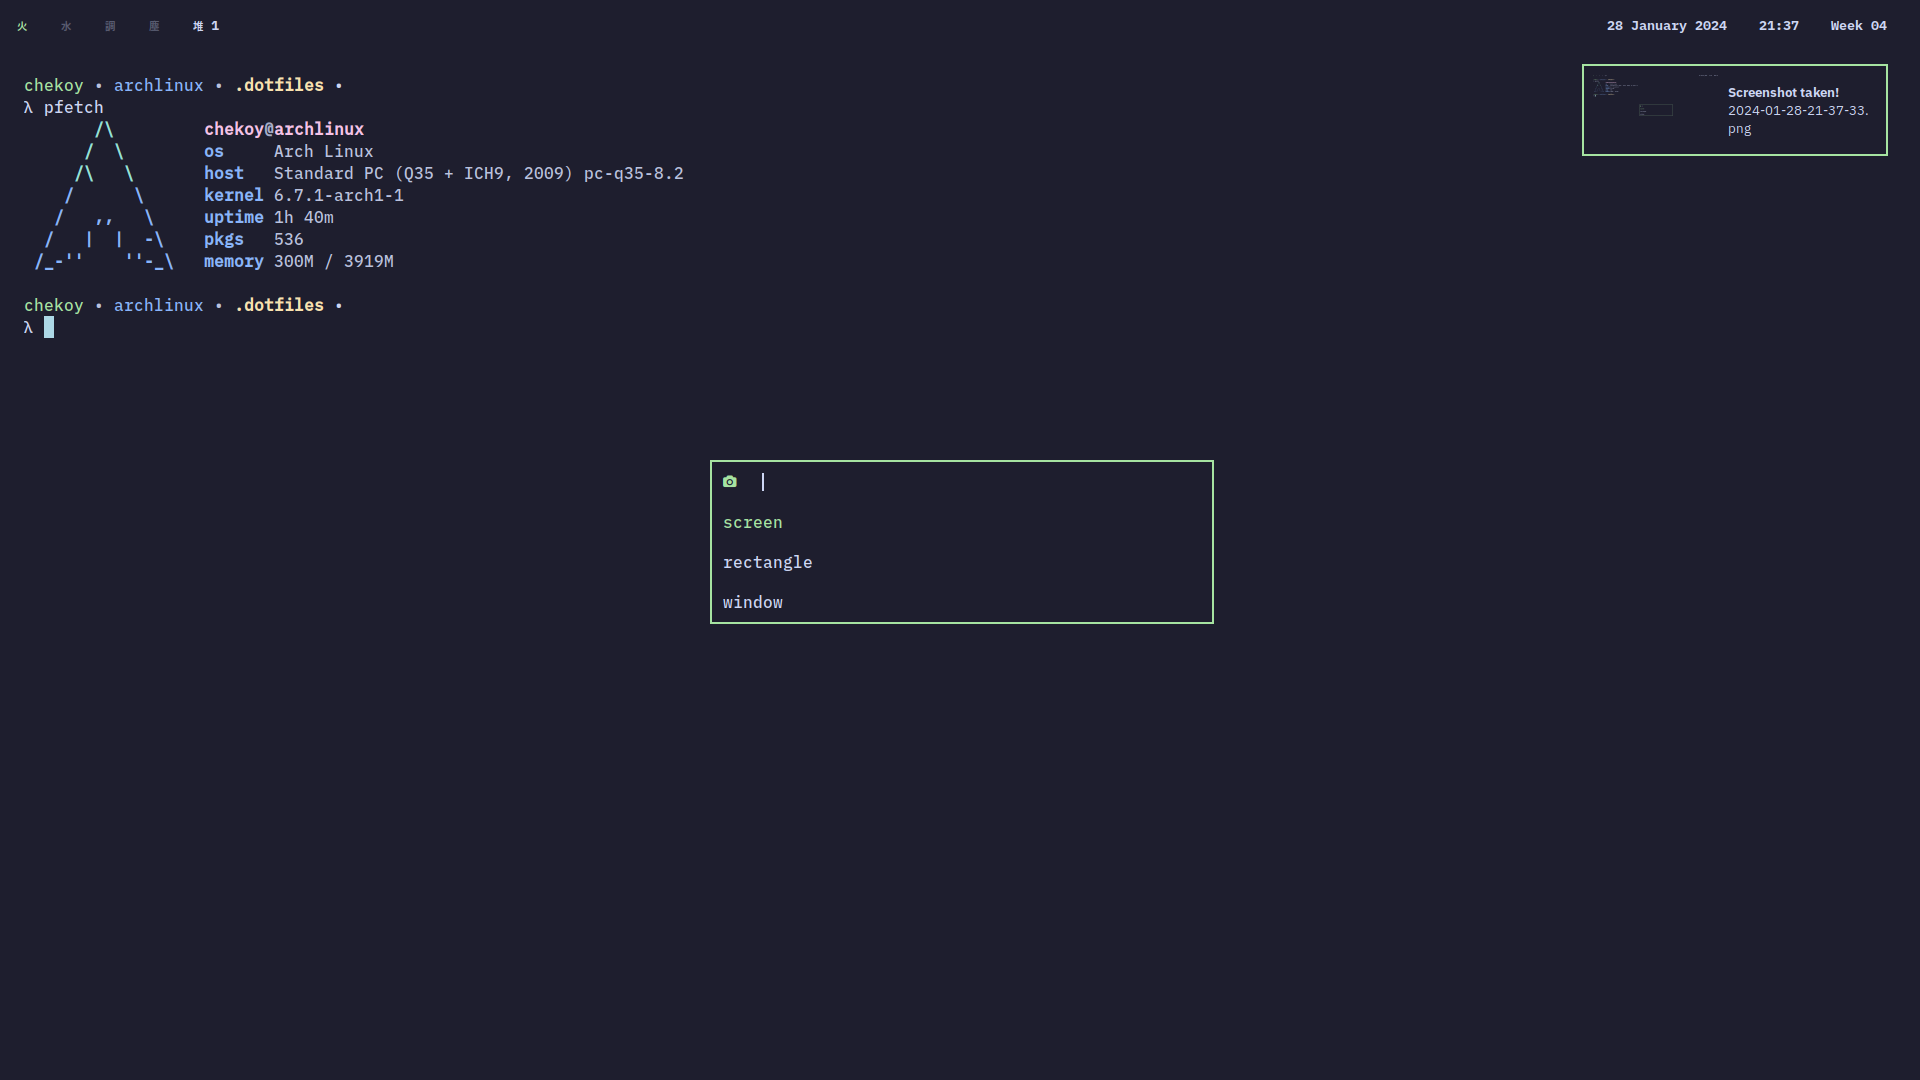 火 水 調 塵 堆 1 28 January 2024 21:37 Week 04
chekoy • archlinux • .dotfiles •
λ pfetch
/\ chekoy@archlinux
/ \ os Arch Linux
/\ \ host Standard PC (Q35 + ICH9, 2009) pc-q35-8.2
/ \ kernel 6.7.1-arch1-1
/ ,, \ uptime 1h 40m
/ | | -\ pkgs 536
/_-'' ''-_\ memory 300M / 3919M
chekoy • archlinux • .dotfiles •
λ
Screenshot taken!
2024-01-28-21-37-33.
png
screen
rectangle
window